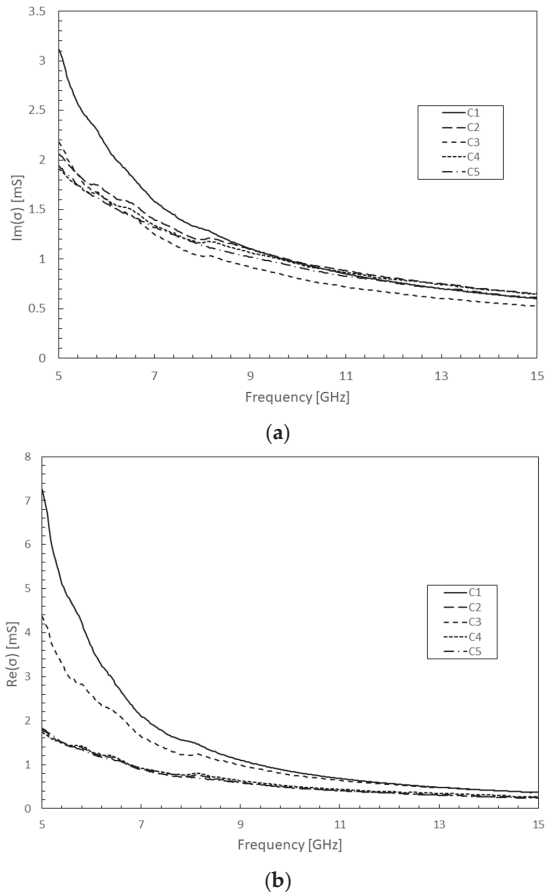 3.5
3
2.5
2
1.5
1
0.5
0
Im(σ) [mS]
C1
C2
C3
C4
C5
5 7 9 11 13 15
Frequency [GHz]
(a)
8
7
6
5
4
3
2
1
0
Re(σ) [mS]
C1
C2
C3
C4
C5
5 7 9 11 13 15
Frequency [GHz]
(b)